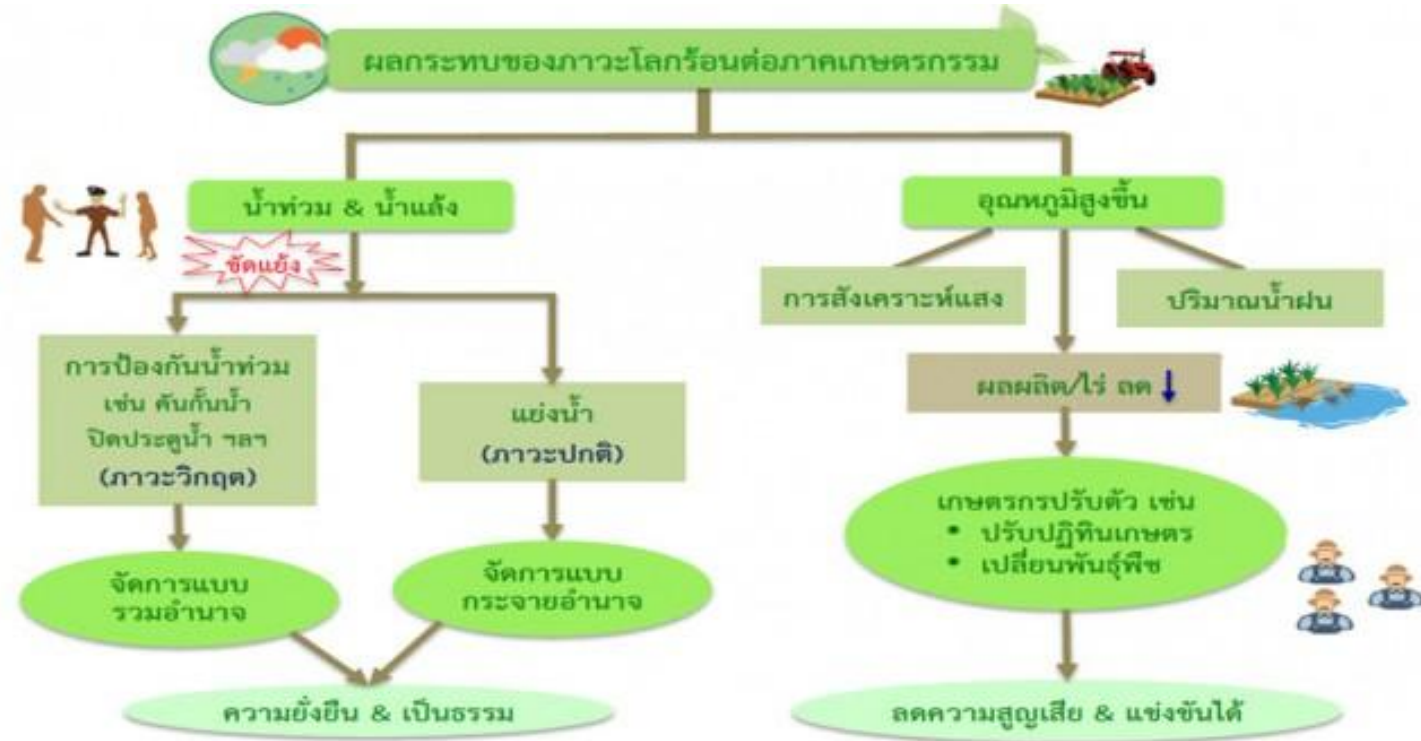 ผลกระทบของภาวะโลกร้อนต่อภาคเกษตรกรรม
น้ำท่วม & น้ำแล้ง
ขัดแย้ง
การป้องกันน้ำท่วม
เช่น คันกั้นน้ำ
ปิดประตูน้ำ ฯลฯ
(ภาวะวิกฤต)
แย่งน้ำ
(ภาวะปกติ)
จัดการแบบ
รวมอำนาจ
จัดการแบบ
กระจายอำนาจ
ความยั่งยืน & เป็นธรรม
อุณหภูมิสูงขึ้น
การสังเคราะห์แสง
ปริมาณน้ำฝน
ผลผลิต/ไร่ ลด
เกษตรกรปรับตัว เช่น
• ปรับปฏิทินเกษตร
• เปลี่ยนพันธุ์พืช
ลดความสูญเสีย & แข่งขันได้